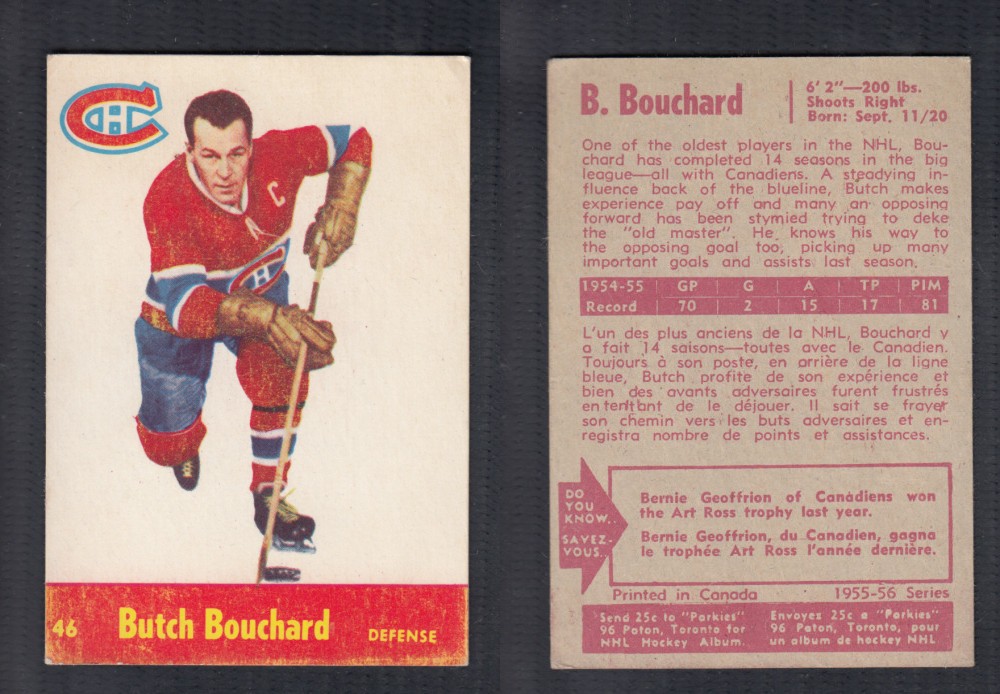 C
46 Butch Bouchard DEFENSE
B. Bouchard
6' 2"—200 lbs.
Shoots Right
Born: Sept. 11/20
One of the oldest players in the NHL, Bou-
chard has completed 14 seasons in the big
league—all with Canadiens. A steadying in-
fluence back of the blueline, Butch makes
experience pay off and many an opposing
forward has been stymied trying to deke
the "old master". He knows his way to
the opposing goal too, picking up many
important goals and assists last season.
1954-55 GP G A TP PIM
Record 70 2 15 17 81
L'un des plus anciens de la NHL, Bouchard y
a fait 14 saisons—toutes avec le Canadien.
Toujours à son poste, en arrière de la ligne
bleue, Butch profite de son expérience et
bien des avants adversaires furent frustrés
en tentant de le déjouer. Il sait se frayer
son chemin vers les buts adversaires et en-
registra nombre de points et assistances.
DO
YOU
KNOW..
SAVEZ-
VOUS..
Bernie Geoffrion of Canadiens won
the Art Ross trophy last year.
Bernie Geoffrion, du Canadien, gagna
le trophée Art Ross l'année dernière.
Printed in Canada 1955-56 Series
Send 25c to "Parkies"
96 Paton, Toronto for
NHL Hockey Album.
Envoyez 25c a "Parkies"
96 Paton, Toronto, pour
un album de hockey NHL